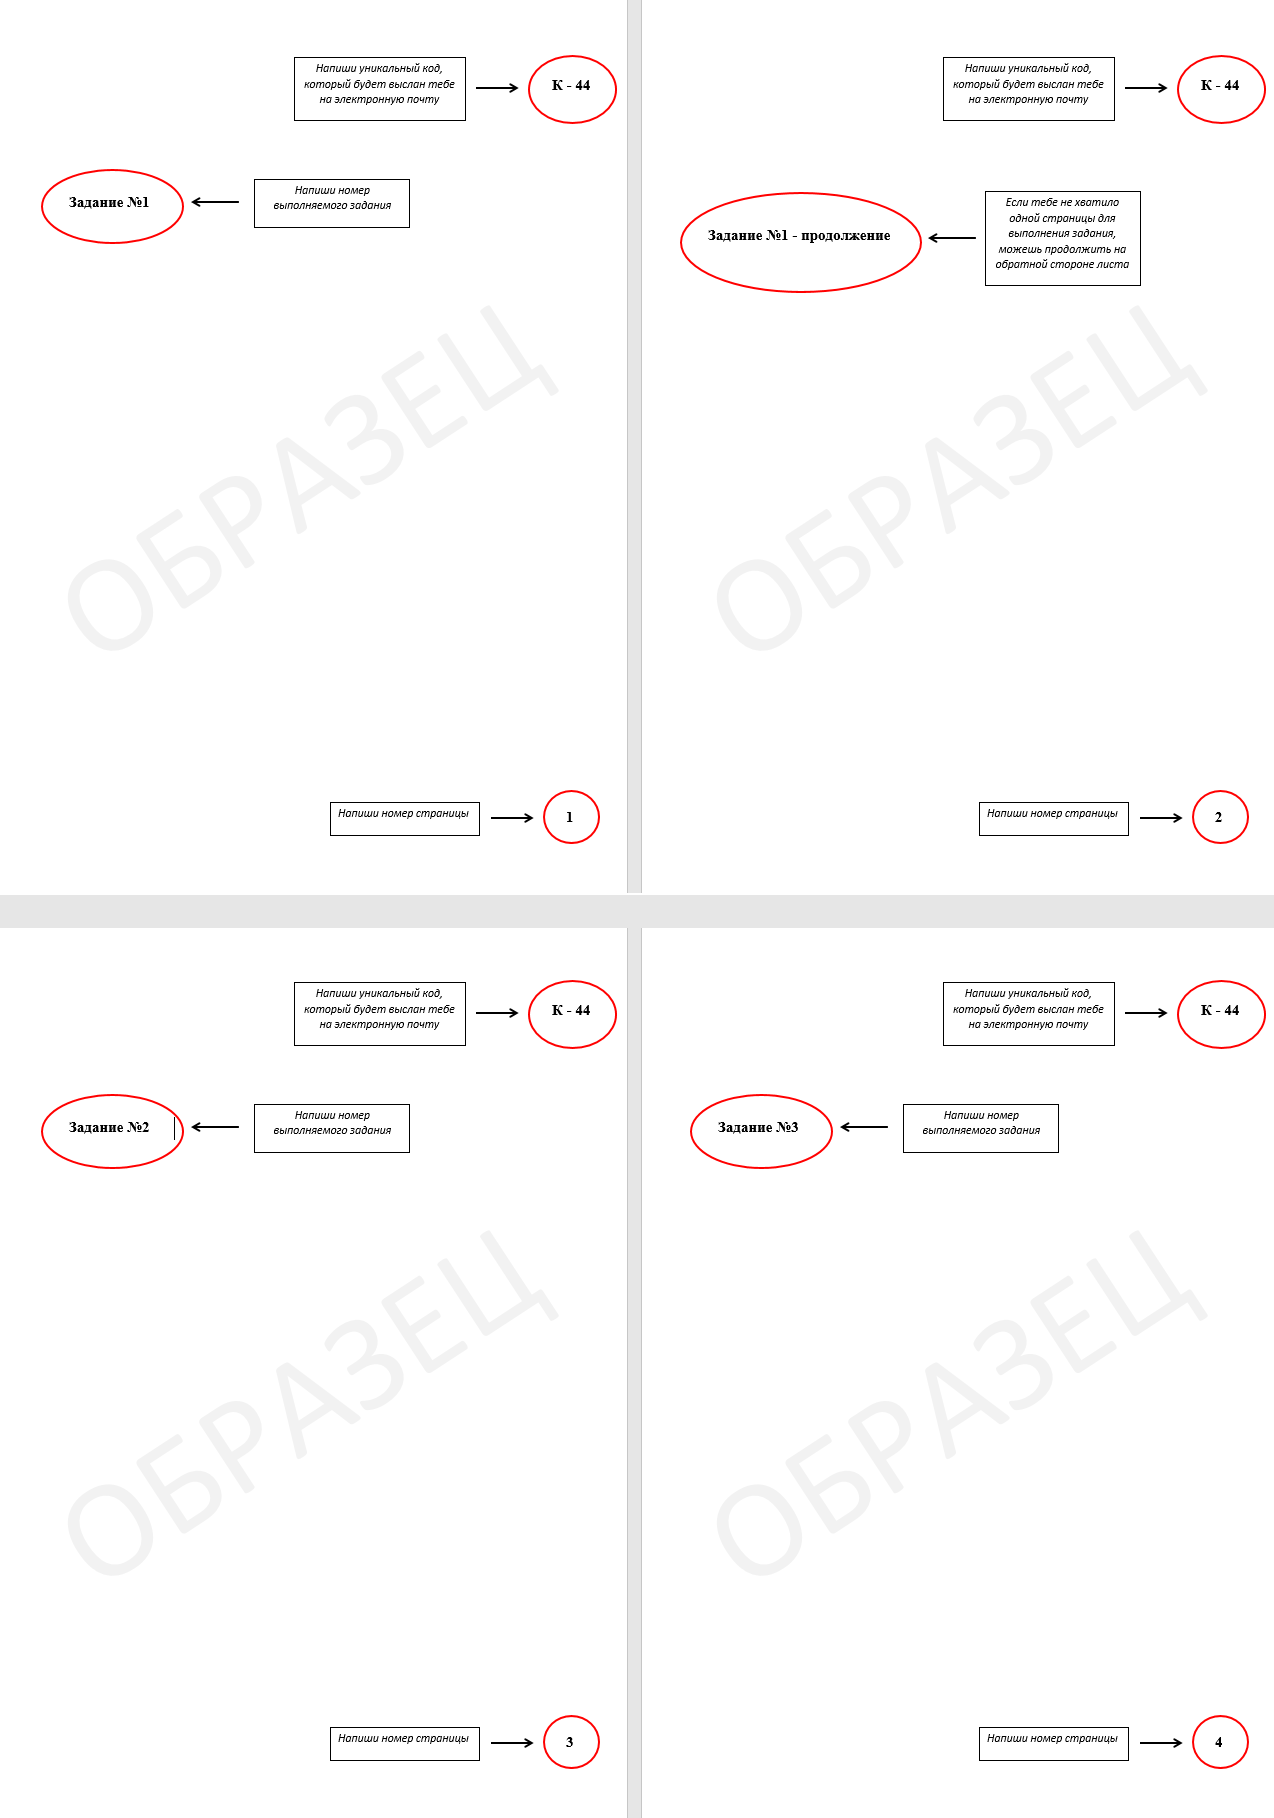 Напиши уникальный код,
который будет выслан тебе
на электронную почту
К - 44
Задание №1
Напиши номер
выполняемого задания
ОБРАЗЕЦ
Напиши номер страницы
1
Напиши уникальный код,
который будет выслан тебе
на электронную почту
К - 44
Задание №1 - продолжение
Если тебе не хватило
одной страницы для
выполнения задания,
можешь продолжить на
обратной стороне листа
ОБРАЗЕЦ
Напиши номер страницы
2
Напиши уникальный код,
который будет выслан тебе
на электронную почту
К - 44
Задание №2
Напиши номер
выполняемого задания
ОБРАЗЕЦ
Напиши номер страницы
3
Напиши уникальный код,
который будет выслан тебе
на электронную почту
К - 44
Задание №3
Напиши номер
выполняемого задания
ОБРАЗЕЦ
Напиши номер страницы
4